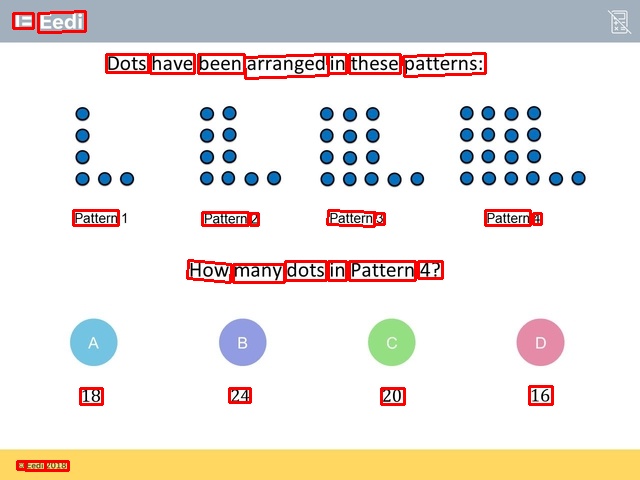 Eedi
Dots have been arranged in these patterns:
Pattern 1 Pattern 2 Pattern 3 Pattern 4
How many dots in Pattern 4?
A B C D
18 24 20 16
© Eedi 2018